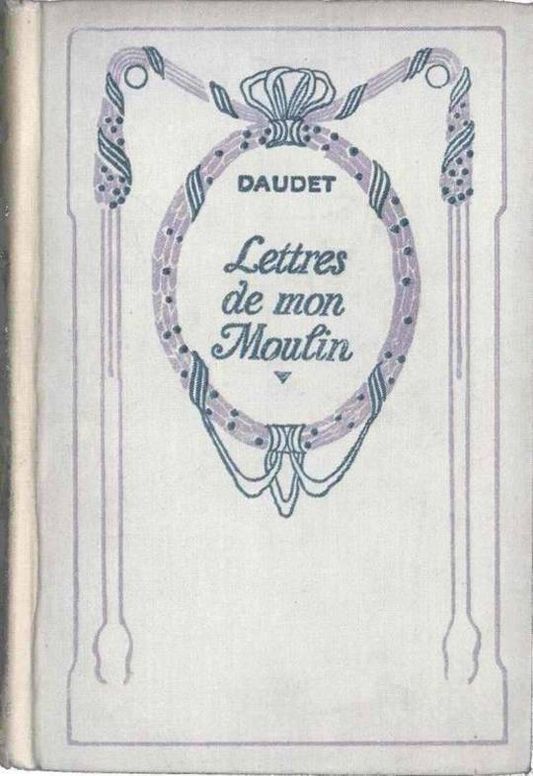 DAUDET
Lettres
de mon
Moulin